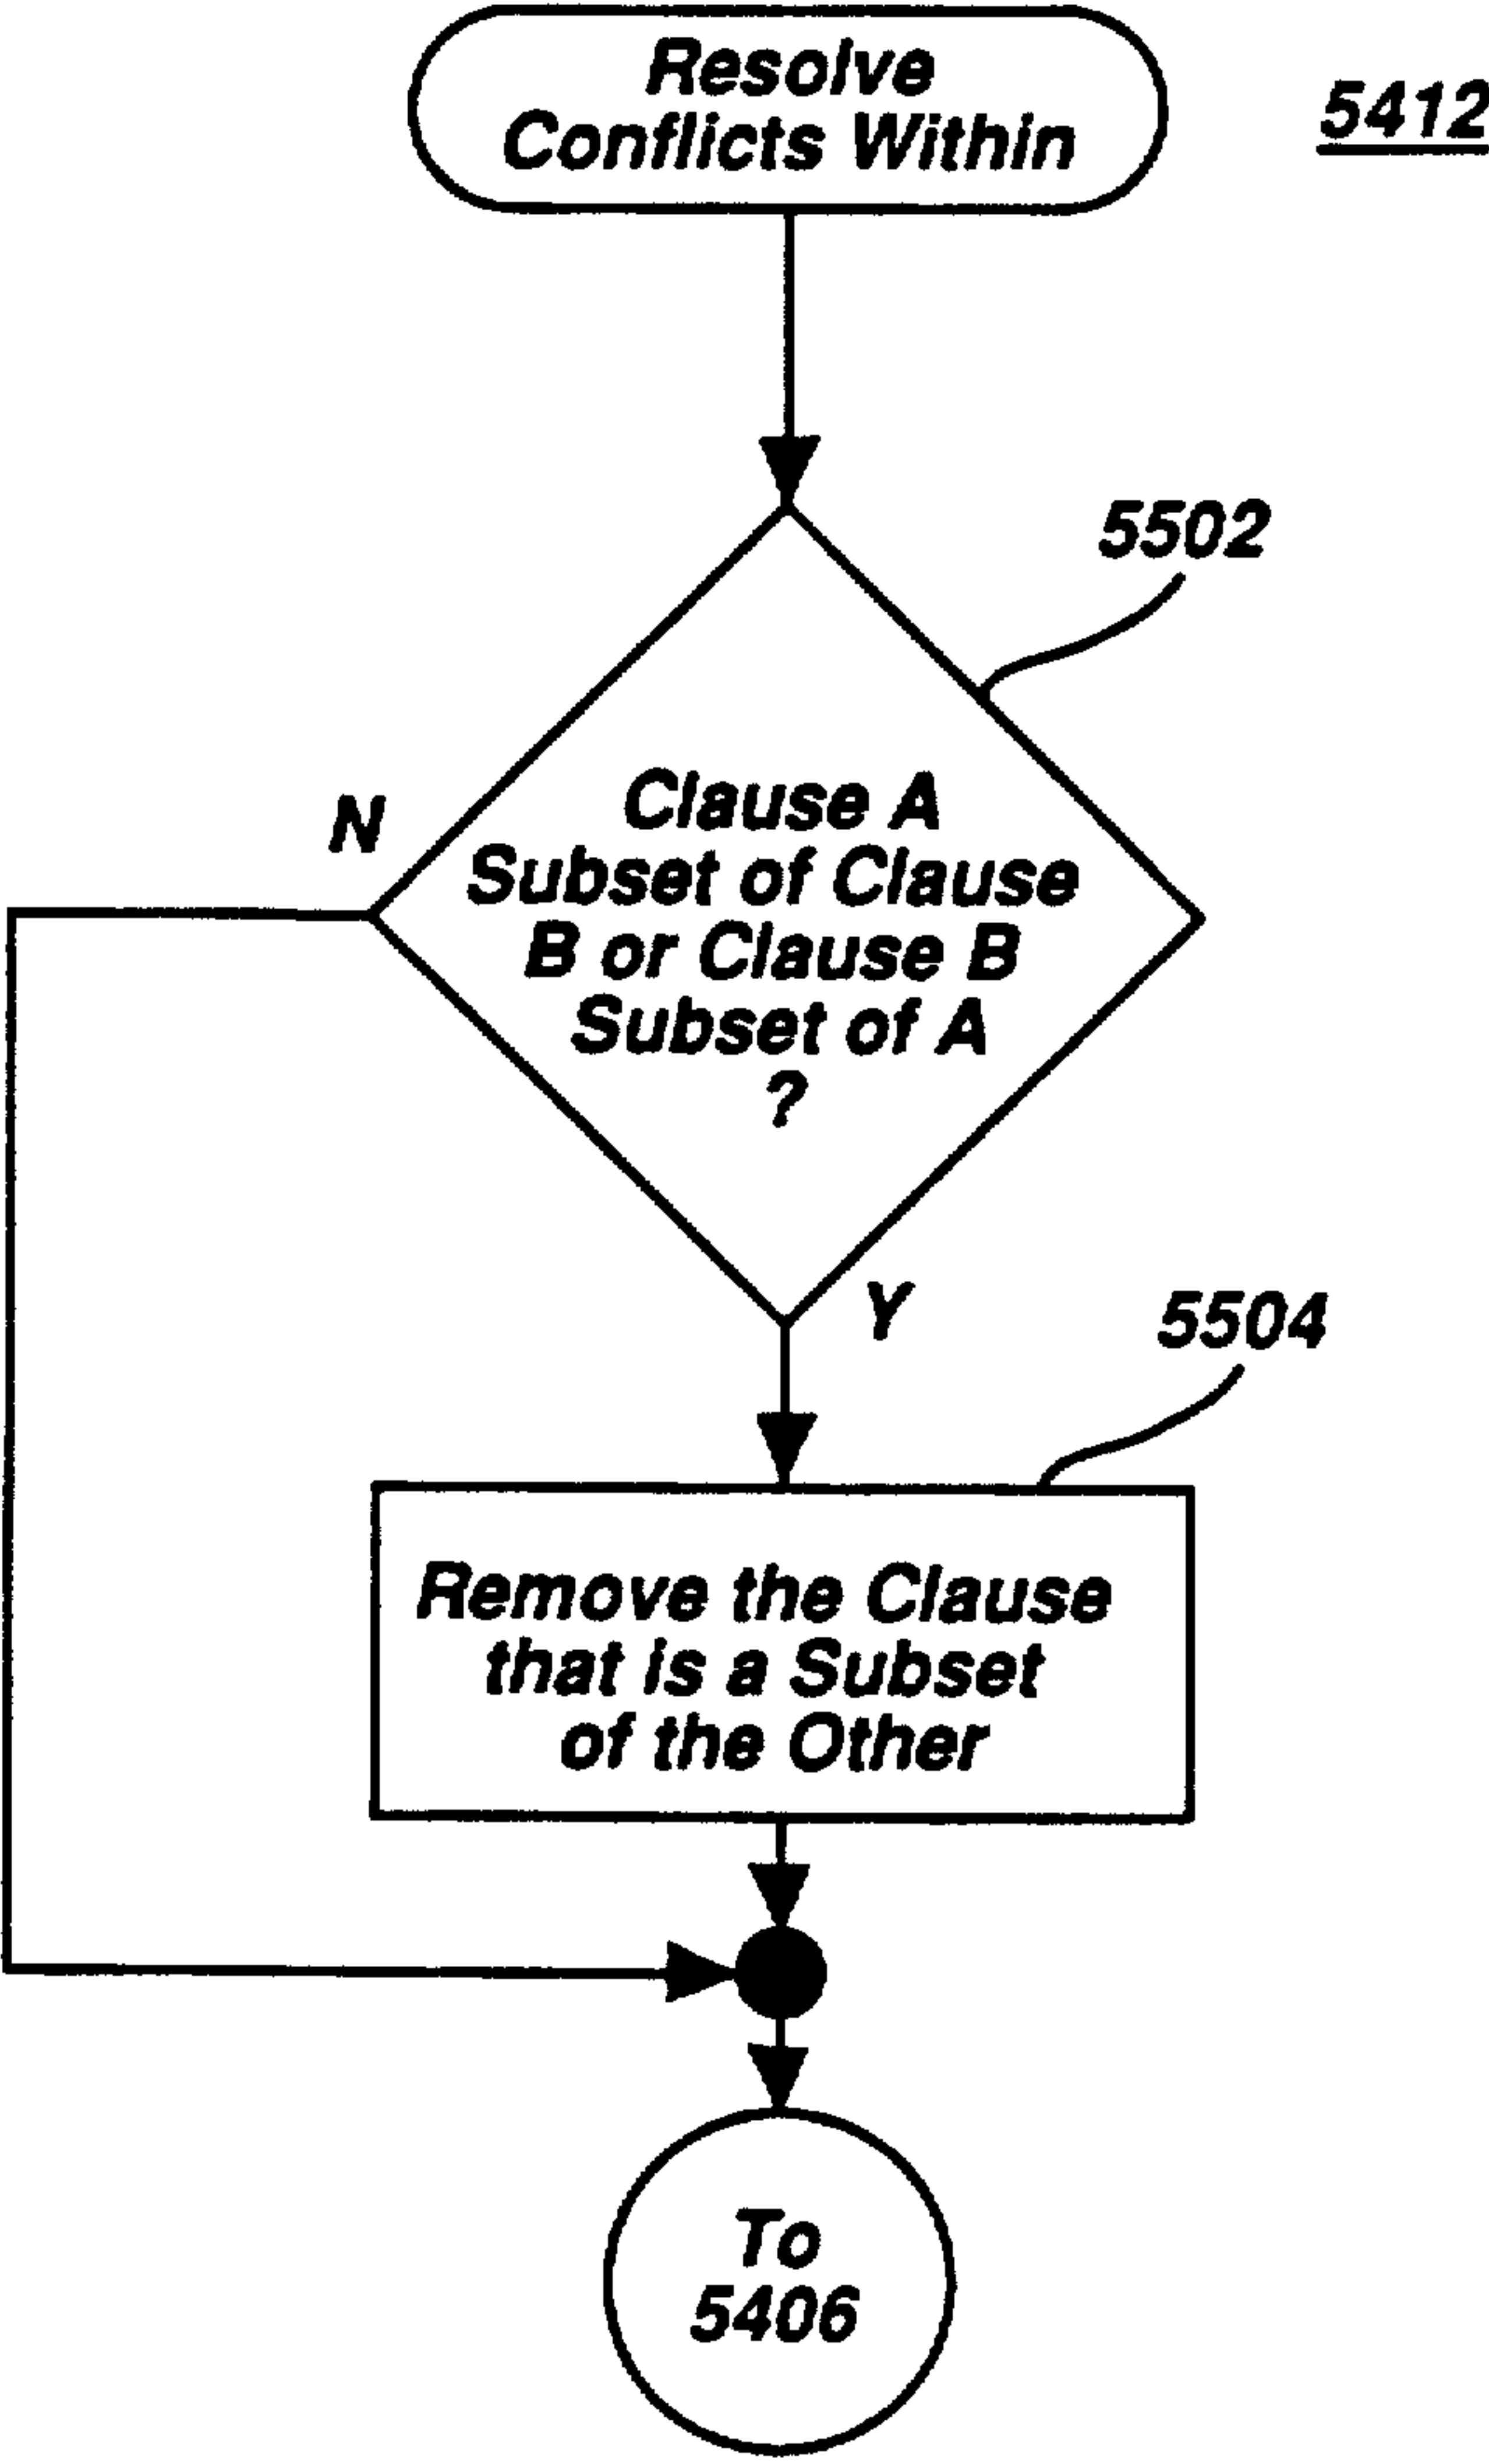 Resolve
Conflicts Within
5412
5502
Clause A
Subset of Clause
B or Clause B
Subset of A
?
N
Y
5504
Remove the Clause
that is a Subset
of the Other
To
5406